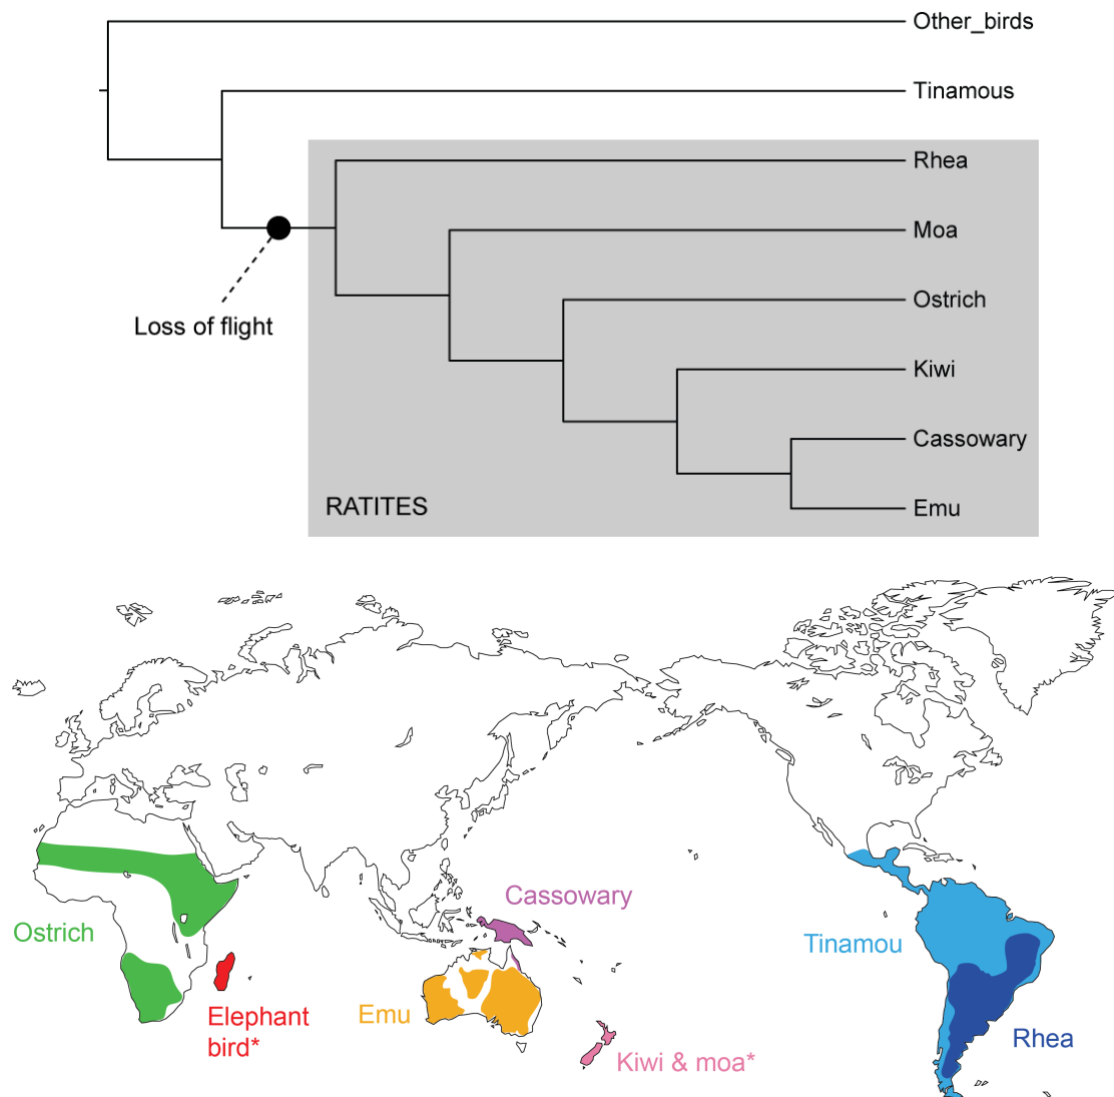 Other_birds
Tinamous
Rhea
Moa
Ostrich
Kiwi
Cassowary
Emu
Loss of flight
RATITES
Cassowary
Ostrich
Tinamou
Elephant
bird*
Emu
Kiwi & moa*
Rhea